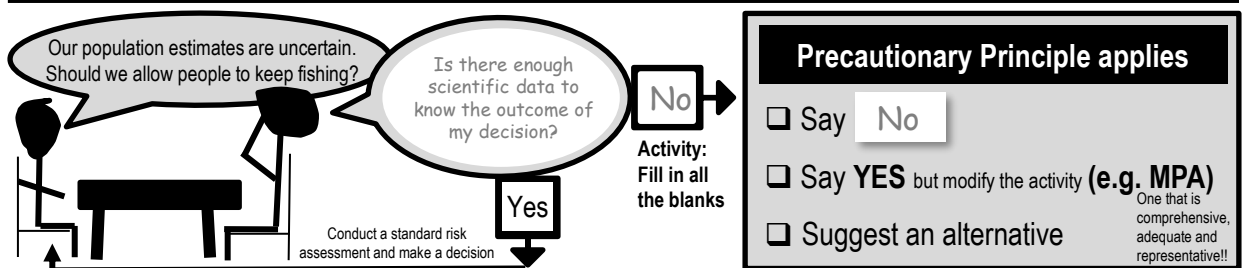 Our population estimates are uncertain.
Should we allow people to keep fishing?
Is there enough
scientific data to
know the outcome of
my decision?
No
Activity:
Fill in all
the blanks
Yes
Conduct a standard risk
assessment and make a decision
Precautionary Principle applies
❑ Say No
❑ Say YES but modify the activity (e.g. MPA)
One that is
comprehensive,
adequate and
representative!!
❑ Suggest an alternative